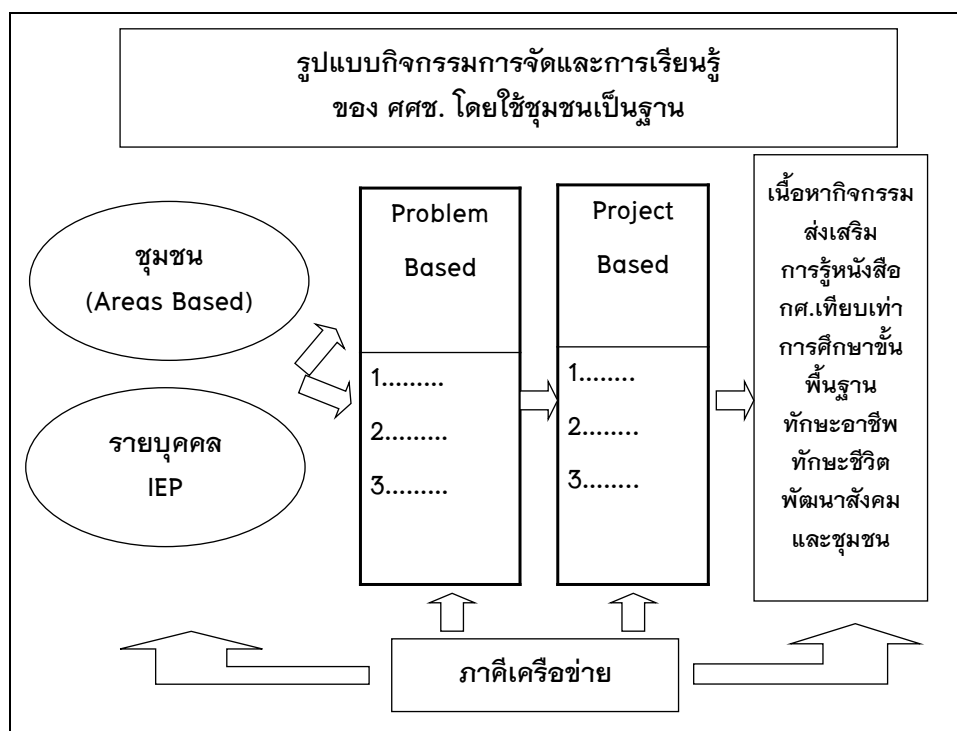 รูปแบบกิจกรรมการจัดและการเรียนรู้
ของ ศศช. โดยใช้ชุมชนเป็นฐาน
ชุมชน
(Areas Based)
รายบุคคล
IEP
Problem
Based
1.........
2.........
3.........
Project
Based
1........
2........
3........
เนื้อหากิจกรรม
ส่งเสริม
การรู้หนังสือ
กศ.เทียบเท่า
การศึกษาขั้น
พื้นฐาน
ทักษะอาชีพ
ทักษะชีวิต
พัฒนาสังคม
และชุมชน
ภาคีเครือข่าย